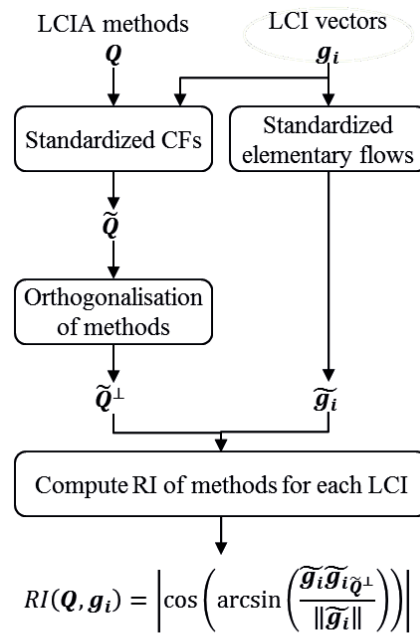 LCIA methods
Q
LCI vectors
g_i
Standardized CFs
Standardized
elementary flows
Q̃
Orthogonalisation
of methods
Q̃^⊥
g̃_i
Compute RI of methods for each LCI
RI(Q, g_i) = |cos(arcsin(g̃_i g̃_i_Q̃^⊥ / ‖g̃_i‖))|